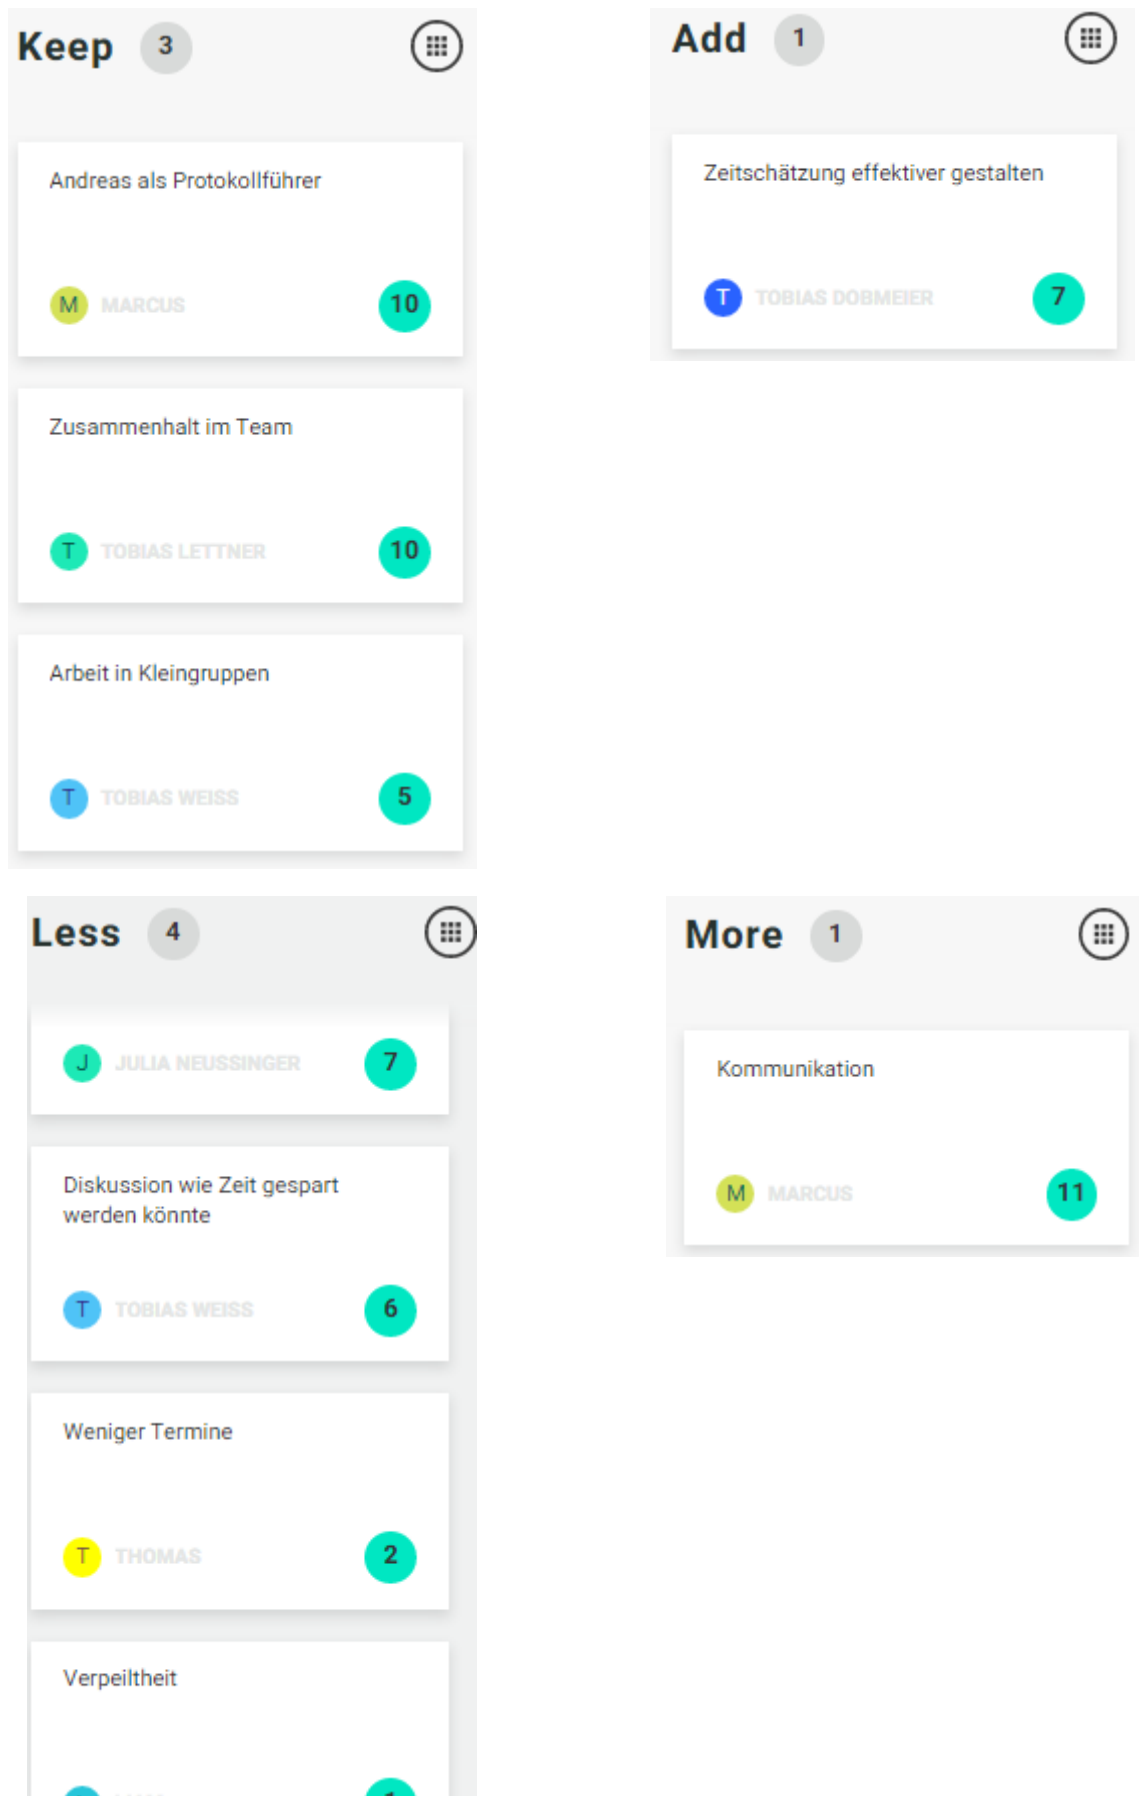 Keep 3
Andreas als Protokollführer
M MARCUS 10
Zusammenhalt im Team
T TOBIAS LETTNER 10
Arbeit in Kleingruppen
T TOBIAS WEISS 5
Add 1
Zeitschätzung effektiver gestalten
T TOBIAS DOBMEIER 7
Less 4
J JULIA NEUSSINGER 7
Diskussion wie Zeit gespart
werden könnte
T TOBIAS WEISS 6
Weniger Termine
T THOMAS 2
Verpeiltheit
More 1
Kommunikation
M MARCUS 11